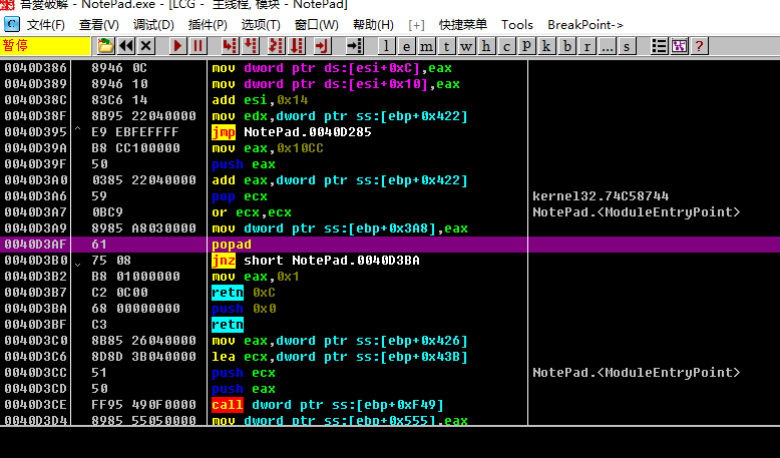 吾愛破解 - NotePad.exe - [LCG - 主线程, 模块 - NotePad]
C 文件(F) 查看(V) 调试(D) 插件(P) 选项(T) 窗口(W) 帮助(H) [+] 快捷菜单 Tools BreakPoint->
暂停 l e m t w h c p k b r ... s ?
0040D386 8946 0C mov dword ptr ds:[esi+0xC],eax
0040D389 8946 10 mov dword ptr ds:[esi+0x10],eax
0040D38C 83C6 14 add esi,0x14
0040D38F 8B95 22040000 mov edx,dword ptr ss:[ebp+0x422]
0040D395 ^ E9 EBFEFFFF jmp NotePad.0040D285
0040D39A B8 CC100000 mov eax,0x10CC
0040D39F 50 push eax
0040D3A0 0385 22040000 add eax,dword ptr ss:[ebp+0x422]
0040D3A6 59 pop ecx kernel32.74C58744
0040D3A7 0BC9 or ecx,ecx NotePad.<ModuleEntryPoint>
0040D3A9 8985 A8030000 mov dword ptr ss:[ebp+0x3A8],eax
0040D3AF 61 popad
0040D3B0 75 08 jnz short NotePad.0040D3BA
0040D3B2 B8 01000000 mov eax,0x1
0040D3B7 C2 0C00 retn 0xC
0040D3BA 68 00000000 push 0x0
0040D3BF C3 retn
0040D3C0 8B85 26040000 mov eax,dword ptr ss:[ebp+0x426]
0040D3C6 8D8D 3B040000 lea ecx,dword ptr ss:[ebp+0x43B]
0040D3CC 51 push ecx NotePad.<ModuleEntryPoint>
0040D3CD 50 push eax
0040D3CE FF95 490F0000 call dword ptr ss:[ebp+0xF49]
0040D3D4 8985 55050000 mov dword ptr ss:[ebp+0x555],eax